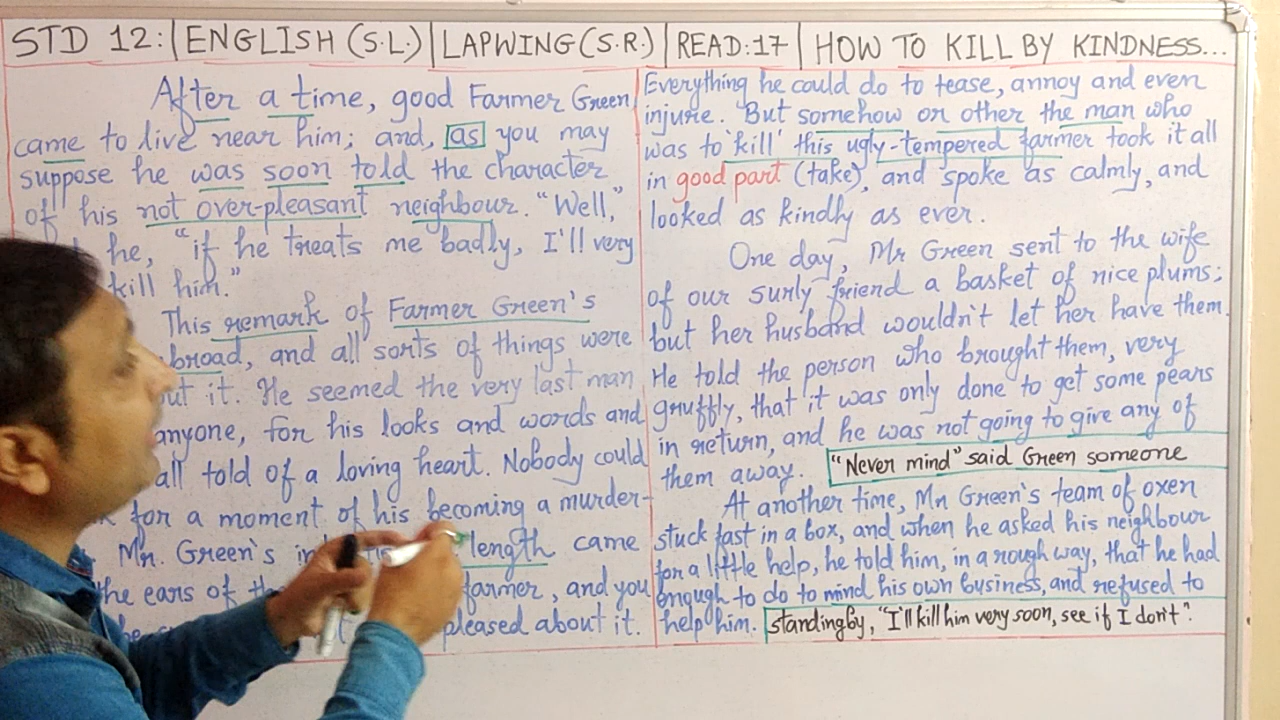 STD 12: | ENGLISH (S.L.) | LAPWING (S.R.) | READ:17 | HOW TO KILL BY KINDNESS...
After a time, good Farmer Green
came to live near him; and, as you may
suppose he was soon told the character
of his not over-pleasant neighbour. "Well,"
he, "if he treats me badly, I'll very
kill him."
This remark of Farmer Green's
broad, and all sorts of things were
it. He seemed the very last man
anyone, for his looks and words and
all told of a loving heart. Nobody could
for a moment of his becoming a murder-
Mr. Green's length came
the ears of farmer, and you
pleased about it.
Everything he could do to tease, annoy and even
injure. But somehow or other the man who
was to 'kill' this ugly-tempered farmer took it all
in good part (take), and spoke as calmly, and
looked as kindly as ever.
One day, Mr Green sent to the wife
of our surly friend a basket of nice plums;
but her husband wouldn't let her have them.
He told the person who brought them, very
gruffly, that it was only done to get some pears
in return, and he was not going to give any of
them away. "Never mind" said Green someone
At another time, Mr Green's team of oxen
stuck fast in a box, and when he asked his neighbour
for a little help, he told him, in a rough way, that he had
enough to do to mind his own business, and refused to
help him. standing by, "I'll kill him very soon, see if I don't".